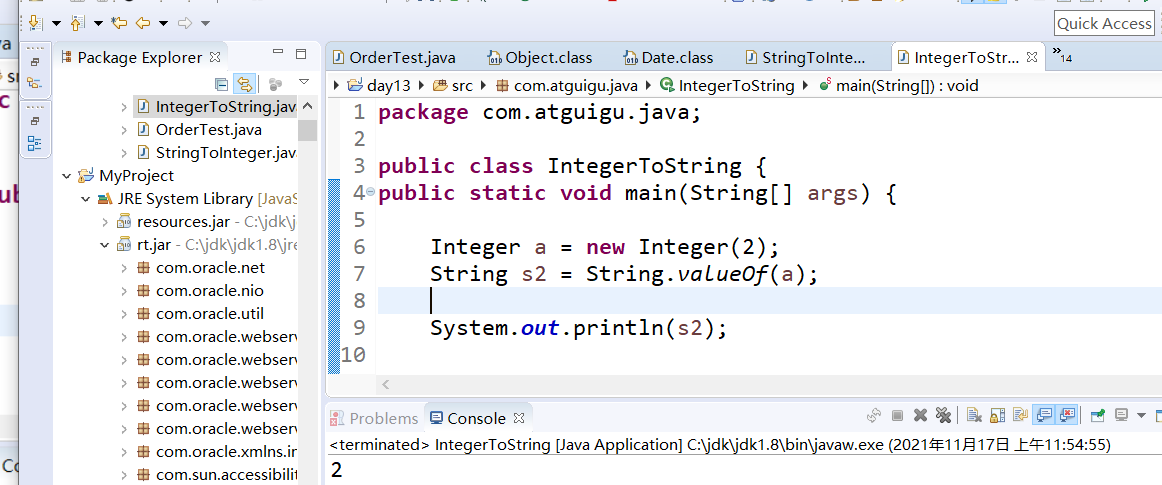 Quick Access
Package Explorer
IntegerToString.java
OrderTest.java
StringToInteger.java
MyProject
JRE System Library [JavaS
resources.jar - C:\jdk\j
rt.jar - C:\jdk\jdk1.8\jre
com.oracle.net
com.oracle.nio
com.oracle.util
com.oracle.webserv
com.oracle.webserv
com.oracle.webserv
com.oracle.webserv
com.oracle.xmlns.in
com.sun.accessibilit
OrderTest.java Object.class Date.class StringToInte... IntegerToStr... 14
day13 src com.atguigu.java IntegerToString main(String[]) : void
1 package com.atguigu.java;
2
3 public class IntegerToString {
4 public static void main(String[] args) {
5
6 Integer a = new Integer(2);
7 String s2 = String.valueOf(a);
8
9 System.out.println(s2);
10
Problems Console
<terminated> IntegerToString [Java Application] C:\jdk\jdk1.8\bin\javaw.exe (2021年11月17日 上午11:54:55)
2